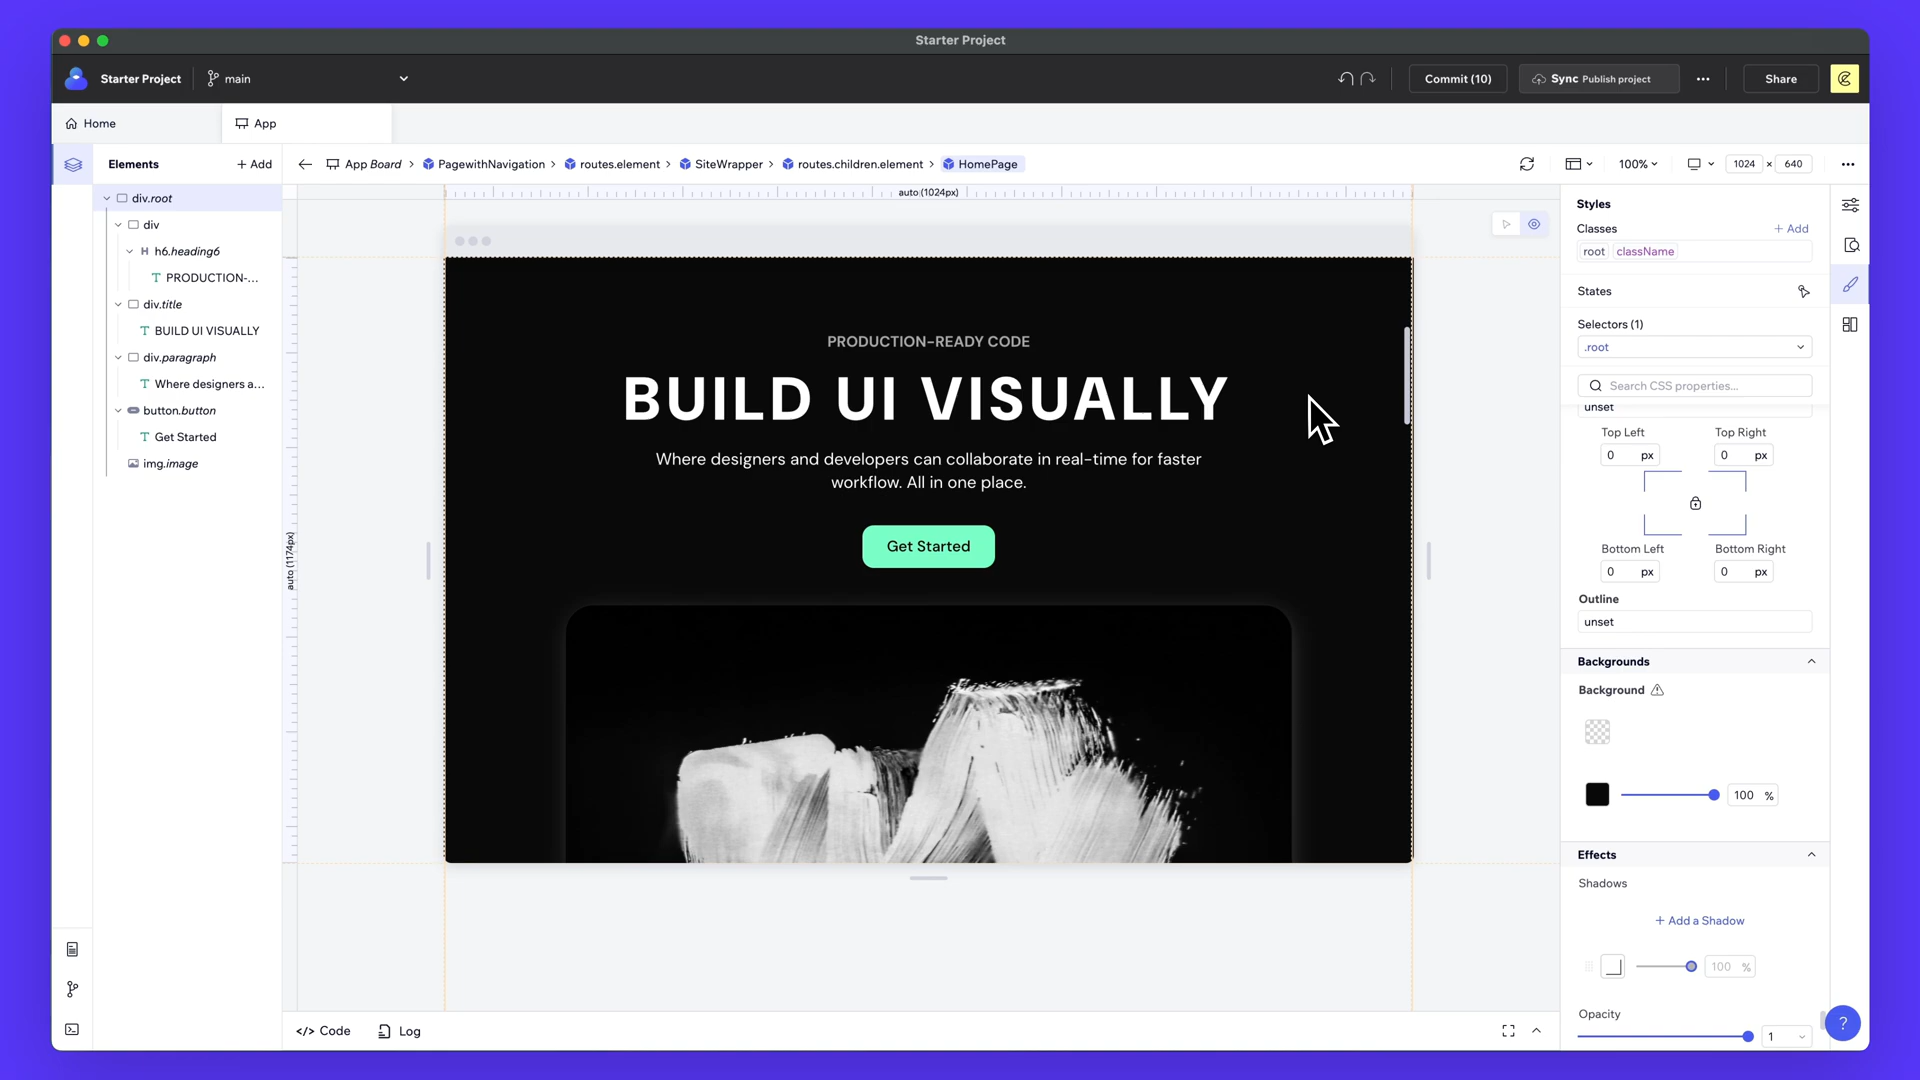 Starter Project
Starter Project
main
Commit (10)
Sync Publish project
Share
Home
App
Elements
+ Add
App Board
PagewithNavigation
routes.element
SiteWrapper
routes.children.element
HomePage
100%
1024 × 640
div.root
div
h6.heading6
PRODUCTION-...
div.title
BUILD UI VISUALLY
div.paragraph
Where designers a...
button.button
Get Started
img.image
auto (1024px)
auto (1174px)
PRODUCTION-READY CODE
BUILD UI VISUALLY
Where designers and developers can collaborate in real-time for faster
workflow. All in one place.
Get Started
Styles
Classes
+ Add
root className
States
Selectors (1)
.root
Search CSS properties...
unset
Top Left Top Right
0 px 0 px
Bottom Left Bottom Right
0 px 0 px
Outline
unset
Backgrounds
Background
100 %
Effects
Shadows
+ Add a Shadow
100 %
Opacity
1
?
</> Code
Log